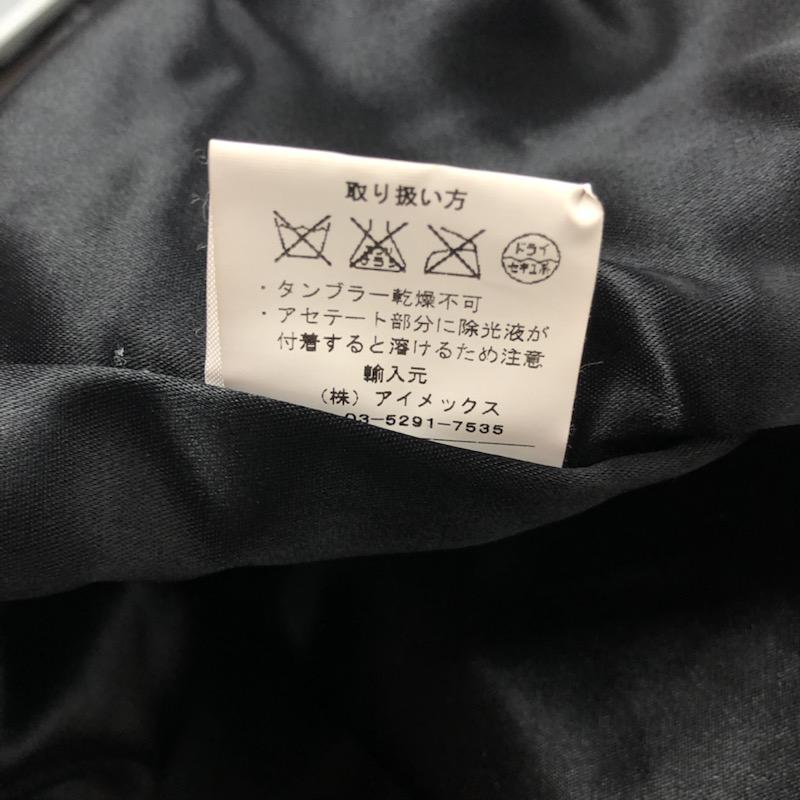 取り扱い方
ドライ
セキユ系
・タンブラー乾燥不可
・アセテート部分に除光液が
付着すると溶けるため注意
輸入元
(株) アイメックス
03-5291-7535